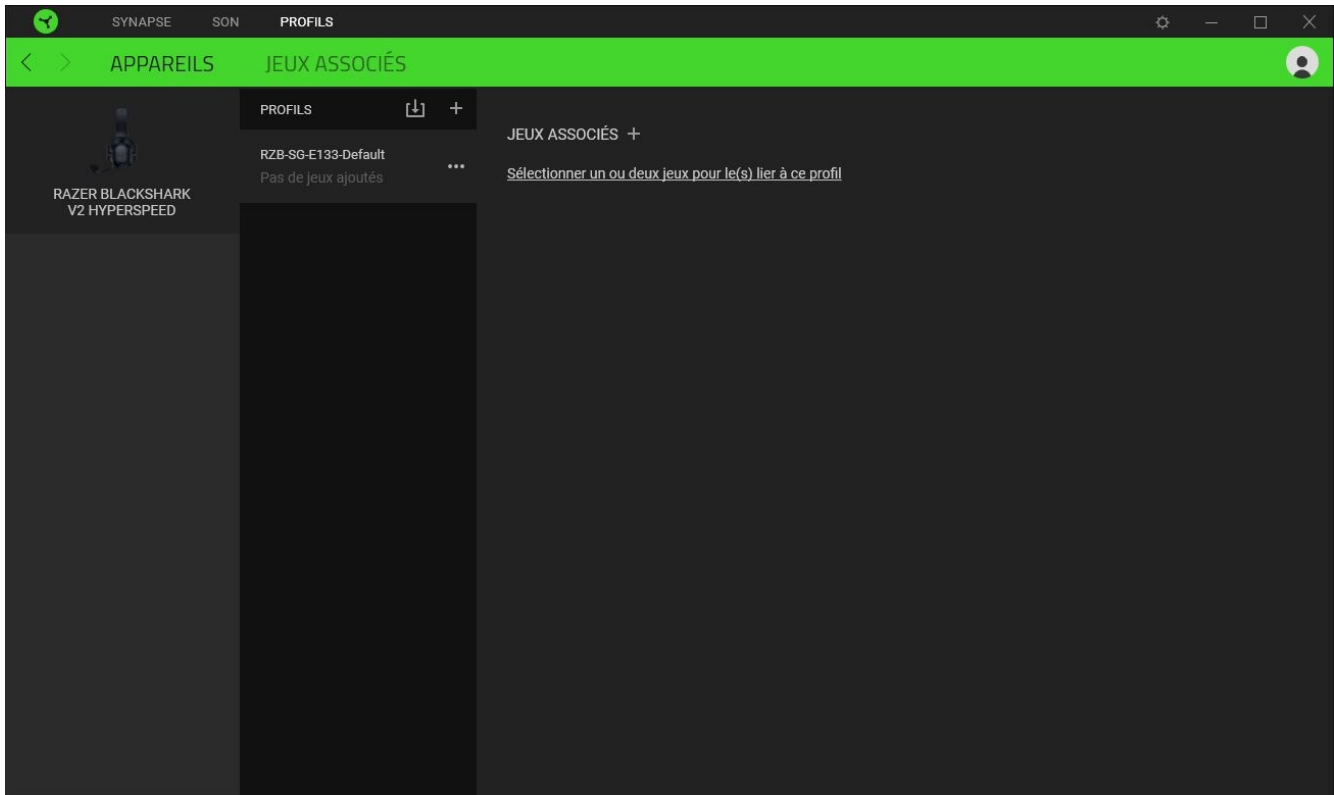 SYNAPSE SON PROFILS
APPAREILS JEUX ASSOCIÉS
RAZER BLACKSHARK
V2 HYPERSPEED
PROFILS
RZB-SG-E133-Default
Pas de jeux ajoutés
JEUX ASSOCIÉS
Sélectionner un ou deux jeux pour le(s) lier à ce profil